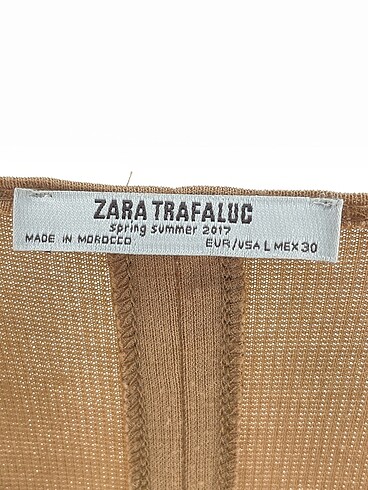 ZARA TRAFALUC
spring summer 2017
MADE IN MOROCCO EUR/USA L MEX 30